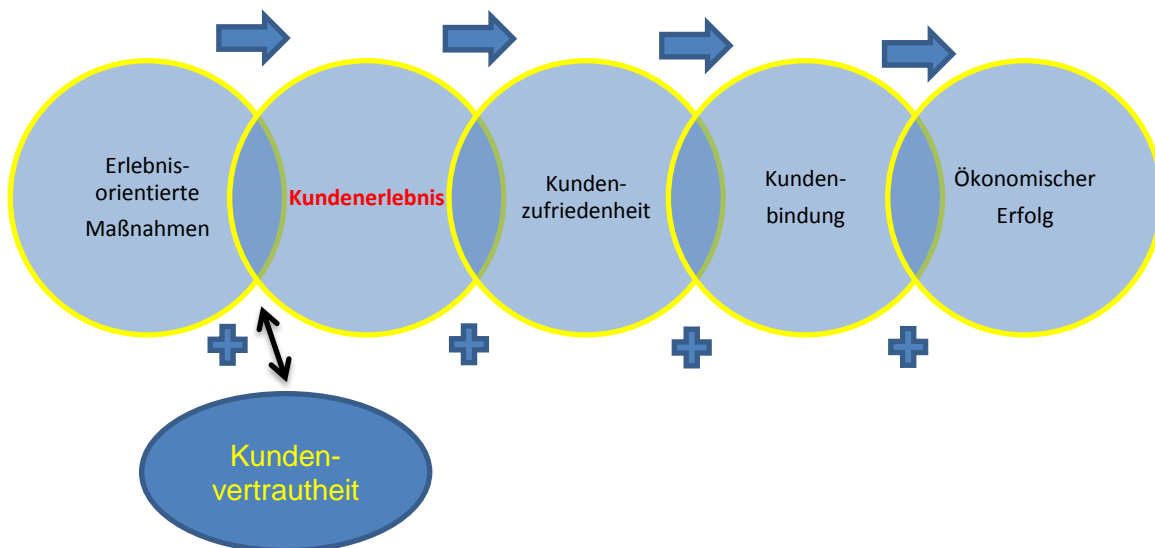 Erlebnis-
orientierte
Maßnahmen
Kundenerlebnis
Kunden-
zufriedenheit
Kunden-
bindung
Ökonomischer
Erfolg
Kunden-
vertrautheit